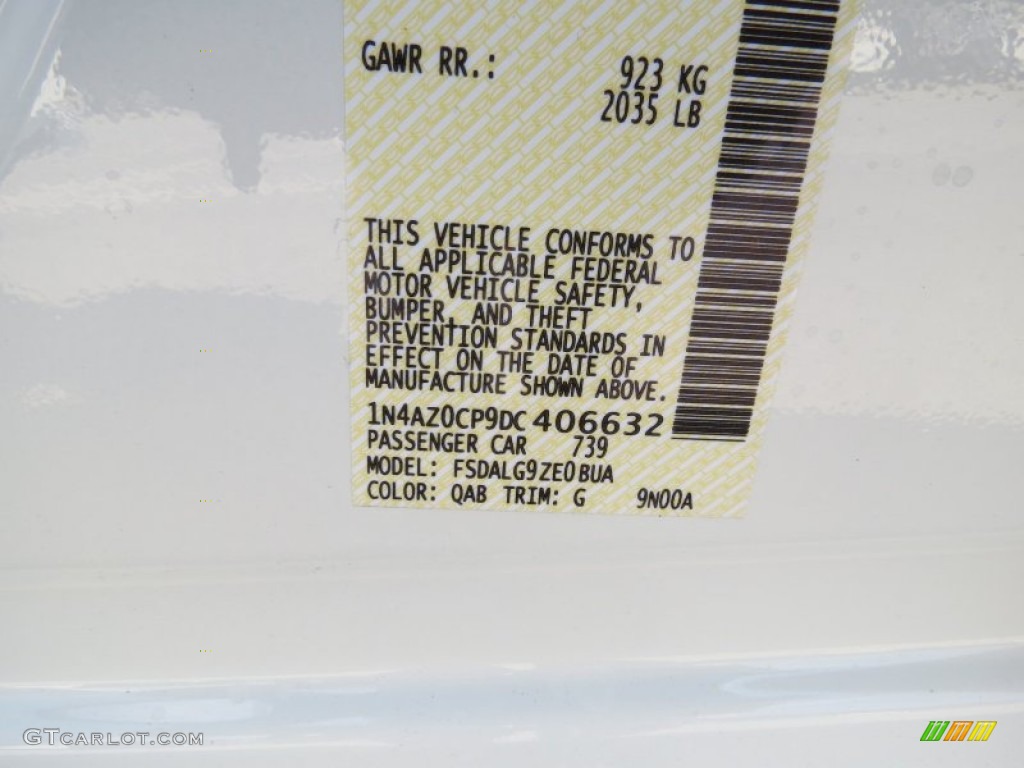 GAWR RR.: 923 KG
2035 LB
THIS VEHICLE CONFORMS TO
ALL APPLICABLE FEDERAL
MOTOR VEHICLE SAFETY,
BUMPER, AND THEFT
PREVENTION STANDARDS IN
EFFECT ON THE DATE OF
MANUFACTURE SHOWN ABOVE.
1N4AZ0CP9DC406632
PASSENGER CAR 739
MODEL: FSDALG9ZE0BUA
COLOR: QAB TRIM: G 9N00A
GTCARLOT.COM